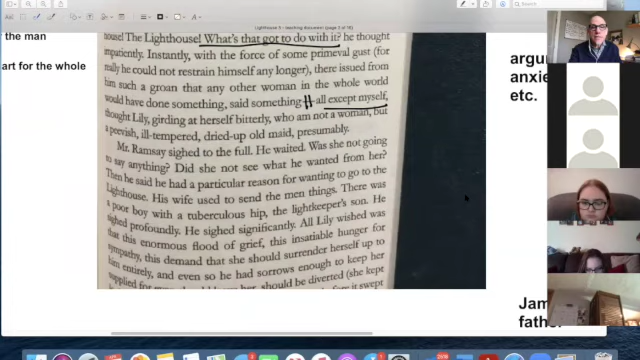 Lighthouse 5 - teaching document (page 3 of 18)
the man
art for the whole
house! The Lighthouse! What's that got to do with it? he thought
impatiently. Instantly, with the force of some primeval gust (for
really he could not restrain himself any longer), there issued from
him such a groan that any other woman in the whole world
would have done something, said something—all except myself,
thought Lily, girding at herself bitterly, who am not a woman, but
a peevish, ill-tempered, dried-up old maid, presumably.
Mr. Ramsay sighed to the full. He waited. Was she not going
to say anything? Did she not see what he wanted from her?
Then he said he had a particular reason for wanting to go to the
Lighthouse. His wife used to send the men things. There was
a poor boy with a tuberculous hip, the lightkeeper's son. He
sighed profoundly. He sighed significantly. All Lily wished was
that this enormous flood of grief, this insatiable hunger for
sympathy, this demand that she should surrender herself up to
him entirely, and even so he had sorrows enough to keep her
supplied for should be diverted (she kept
it swept
argu
anxie
etc.
Jam
fathe